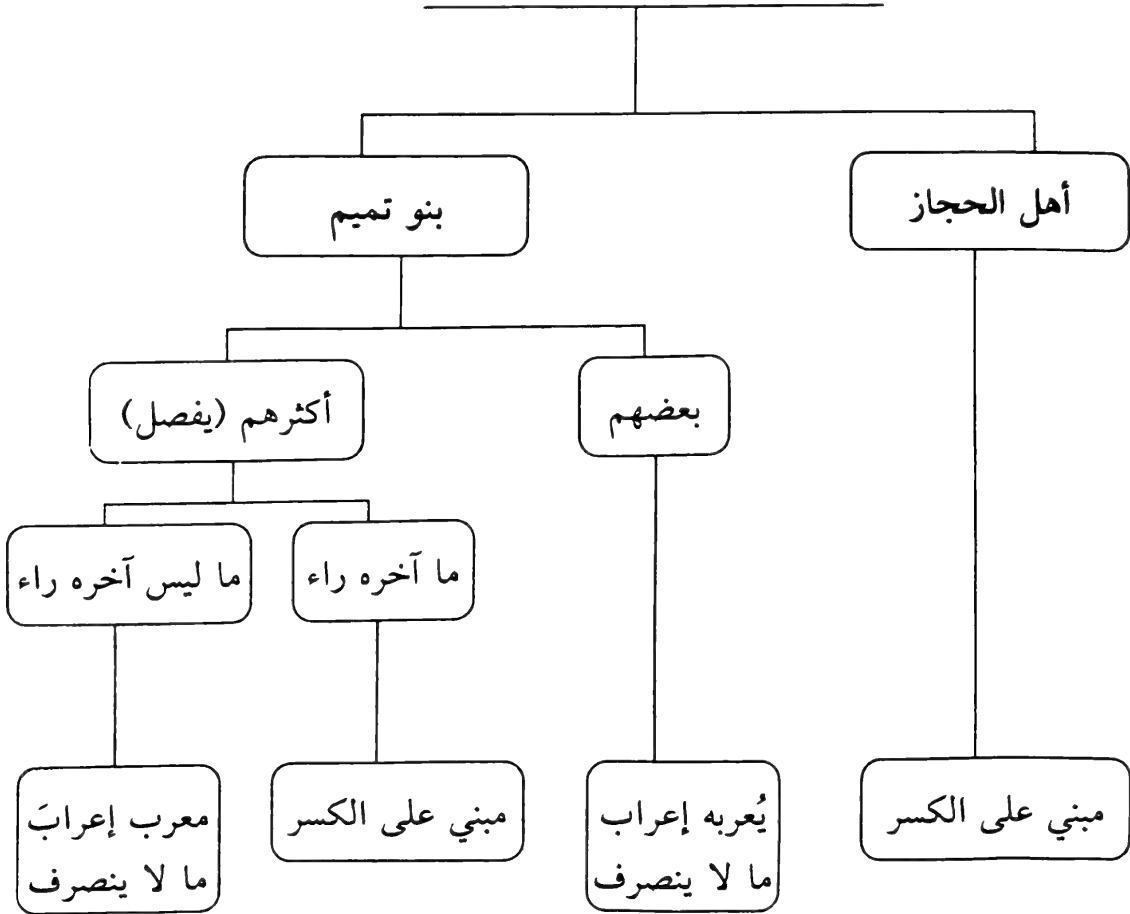 أهل الحجاز
بنو تميم
بعضهم
أكثرهم (يفصل)
ما آخره راء
ما ليس آخره راء
مبني على الكسر
يُعربه إعراب
ما لا ينصرف
مبني على الكسر
معرب إعرابَ
ما لا ينصرف